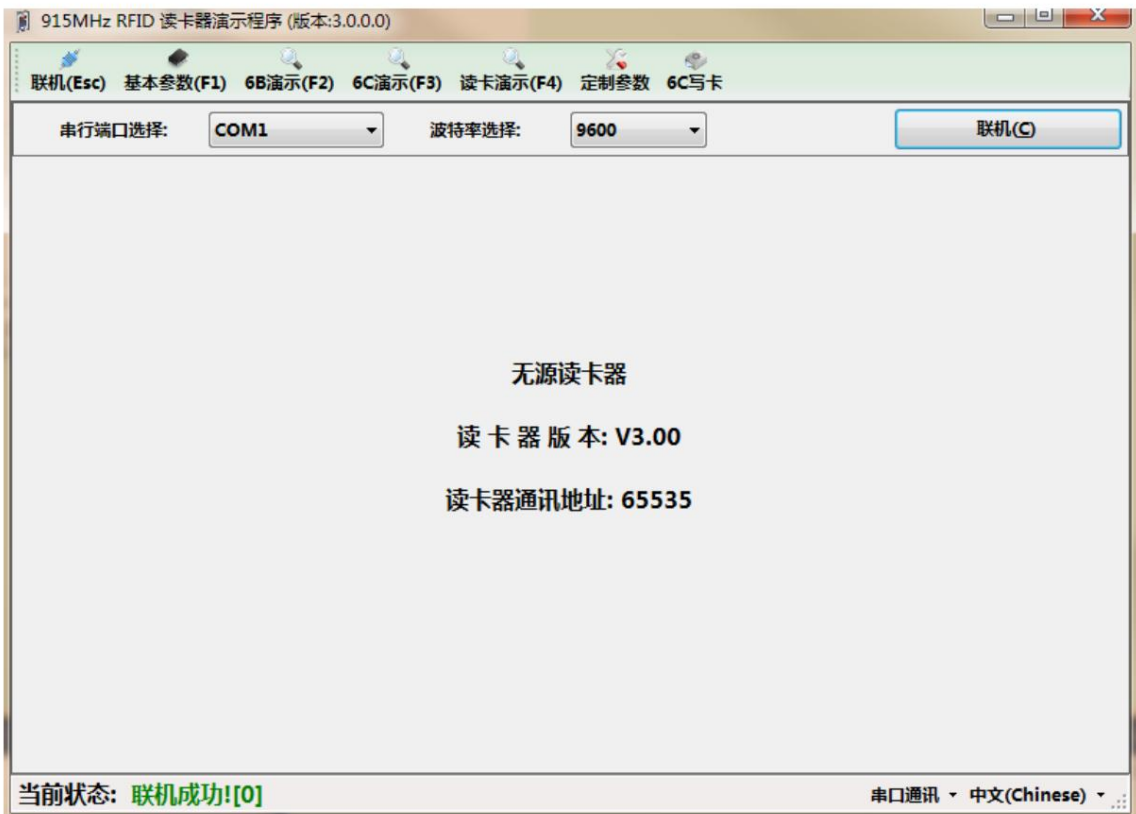 915MHz RFID 读卡器演示程序 (版本:3.0.0.0)
联机(Esc) 基本参数(F1) 6B演示(F2) 6C演示(F3) 读卡演示(F4) 定制参数 6C写卡
串行端口选择: COM1 波特率选择: 9600 联机(C)
无源读卡器
读 卡 器 版 本: V3.00
读卡器通讯地址: 65535
当前状态: 联机成功![0] 串口通讯 中文(Chinese)